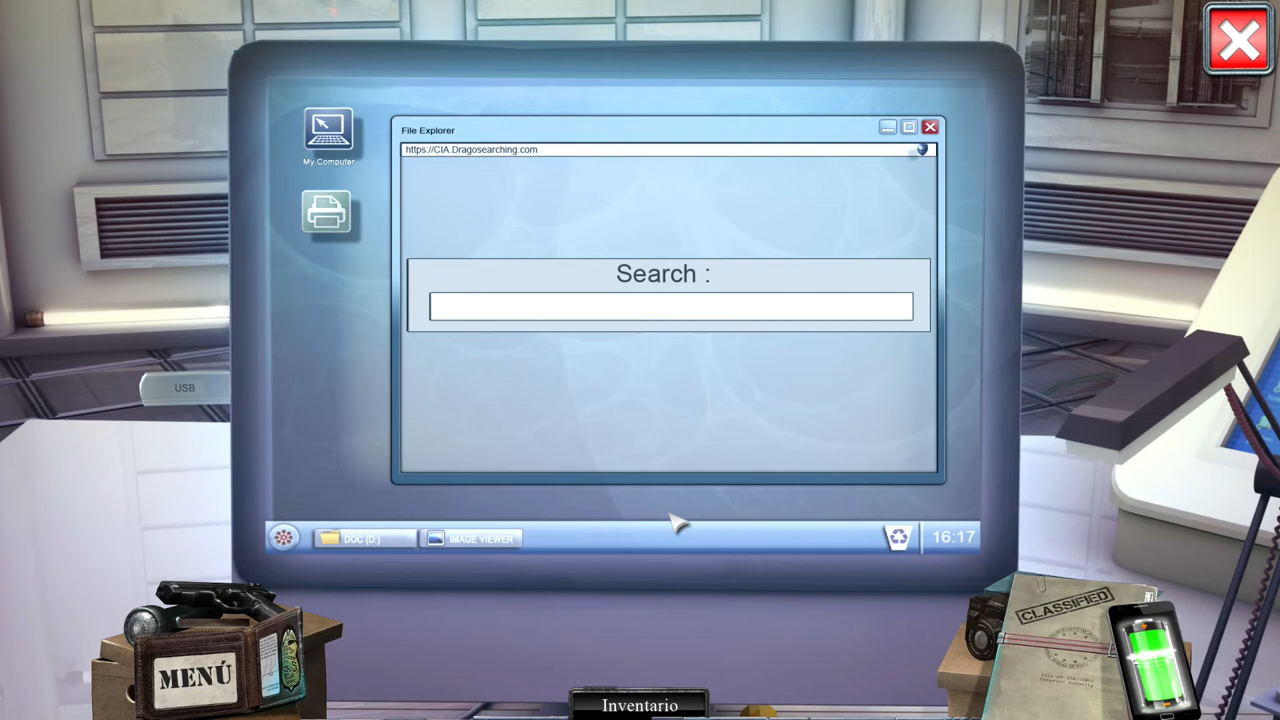 My Computer
File Explorer
https://CIA.Dragosearching.com
Search :
USB
DOC (D:)
IMAGE VIEWER
16:17
MENÚ
CLASSIFIED
Inventario